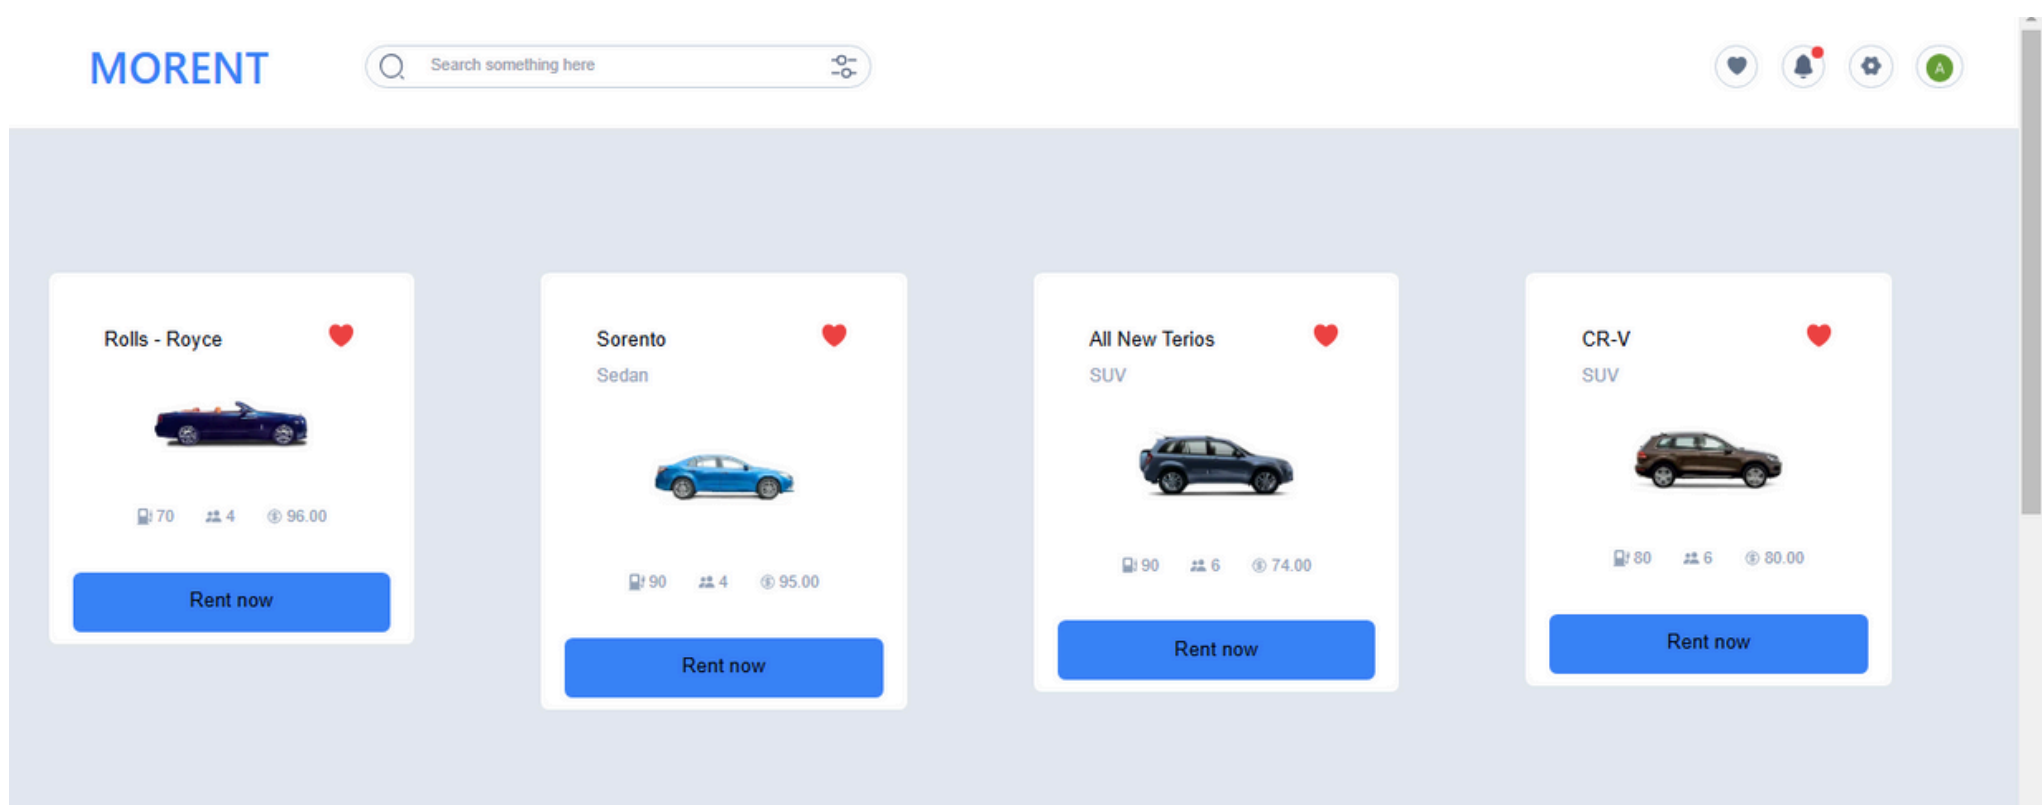 MORENT
Search something here
A
Rolls - Royce
70 4 96.00
Rent now
Sorento
Sedan
90 4 95.00
Rent now
All New Terios
SUV
90 6 74.00
Rent now
CR-V
SUV
80 6 80.00
Rent now